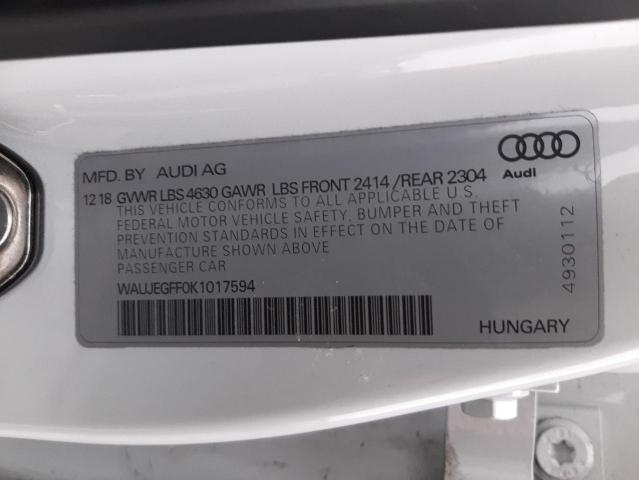 MFD. BY AUDI AG
Audi
12 18 GVWR LBS 4630 GAWR LBS FRONT 2414 /REAR 2304
THIS VEHICLE CONFORMS TO ALL APPLICABLE U S
FEDERAL MOTOR VEHICLE SAFETY, BUMPER AND THEFT
PREVENTION STANDARDS IN EFFECT ON THE DATE OF
MANUFACTURE SHOWN ABOVE
PASSENGER CAR
WAUJEGFF0K1017594
HUNGARY
4930112